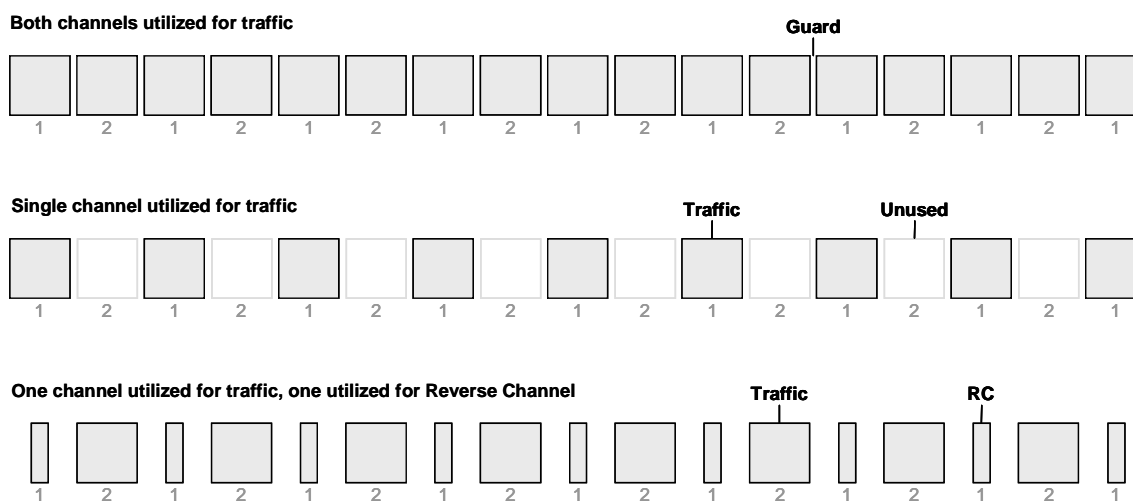 Both channels utilized for traffic
Guard
1 2 1 2 1 2 1 2 1 2 1 2 1 2 1 2 1
Single channel utilized for traffic
Traffic Unused
1 2 1 2 1 2 1 2 1 2 1 2 1 2 1 2 1
One channel utilized for traffic, one utilized for Reverse Channel
Traffic RC
1 2 1 2 1 2 1 2 1 2 1 2 1 2 1 2 1